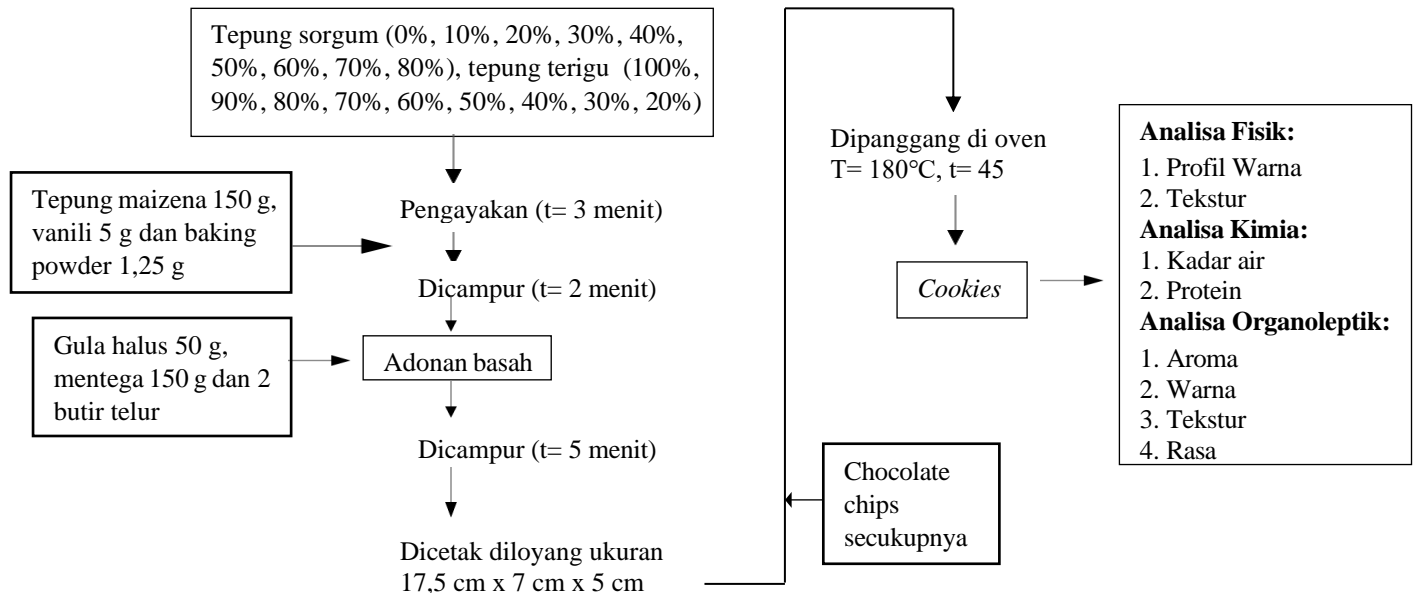 Tepung sorgum (0%, 10%, 20%, 30%, 40%,
50%, 60%, 70%, 80%), tepung terigu (100%,
90%, 80%, 70%, 60%, 50%, 40%, 30%, 20%)
Pengayakan (t= 3 menit)
Tepung maizena 150 g,
vanili 5 g dan baking
powder 1,25 g
Dicampur (t= 2 menit)
Gula halus 50 g,
mentega 150 g dan 2
butir telur
Adonan basah
Dicampur (t= 5 menit)
Dicetak diloyang ukuran
17,5 cm x 7 cm x 5 cm
Chocolate
chips
secukupnya
Dipanggang di oven
T= 180°C, t= 45
Cookies
Analisa Fisik:
1. Profil Warna
2. Tekstur
Analisa Kimia:
1. Kadar air
2. Protein
Analisa Organoleptik:
1. Aroma
2. Warna
3. Tekstur
4. Rasa